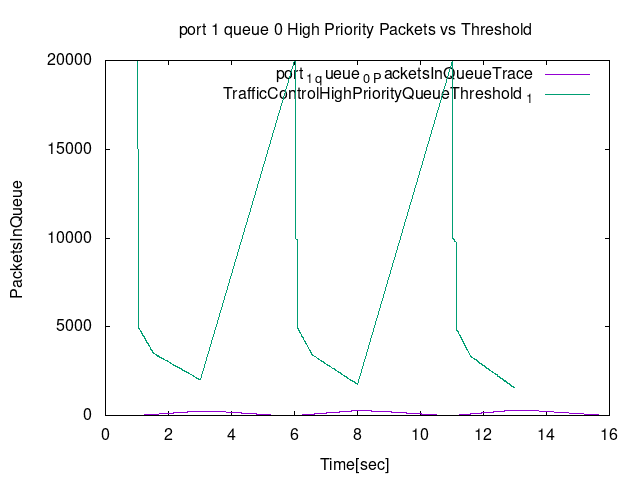 port 1 queue 0 High Priority Packets vs Threshold
20000
15000
10000
5000
0
PacketsInQueue
port 1 q ueue 0 P acketsInQueueTrace
TrafficControlHighPriorityQueueThreshold 1
0 2 4 6 8 10 12 14 16
Time[sec]